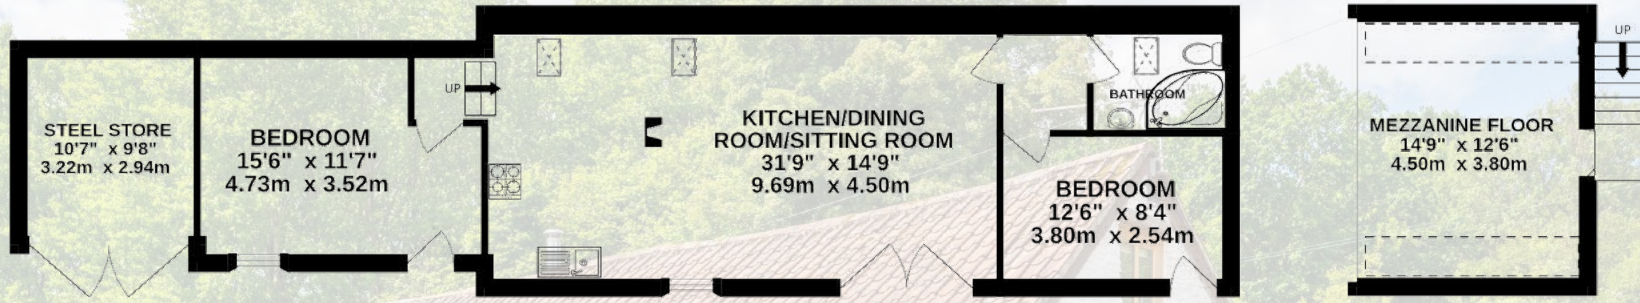 STEEL STORE
10'7" x 9'8"
3.22m x 2.94m
BEDROOM
15'6" x 11'7"
4.73m x 3.52m
UP
KITCHEN/DINING
ROOM/SITTING ROOM
31'9" x 14'9"
9.69m x 4.50m
BATHROOM
BEDROOM
12'6" x 8'4"
3.80m x 2.54m
MEZZANINE FLOOR
14'9" x 12'6"
4.50m x 3.80m
UP